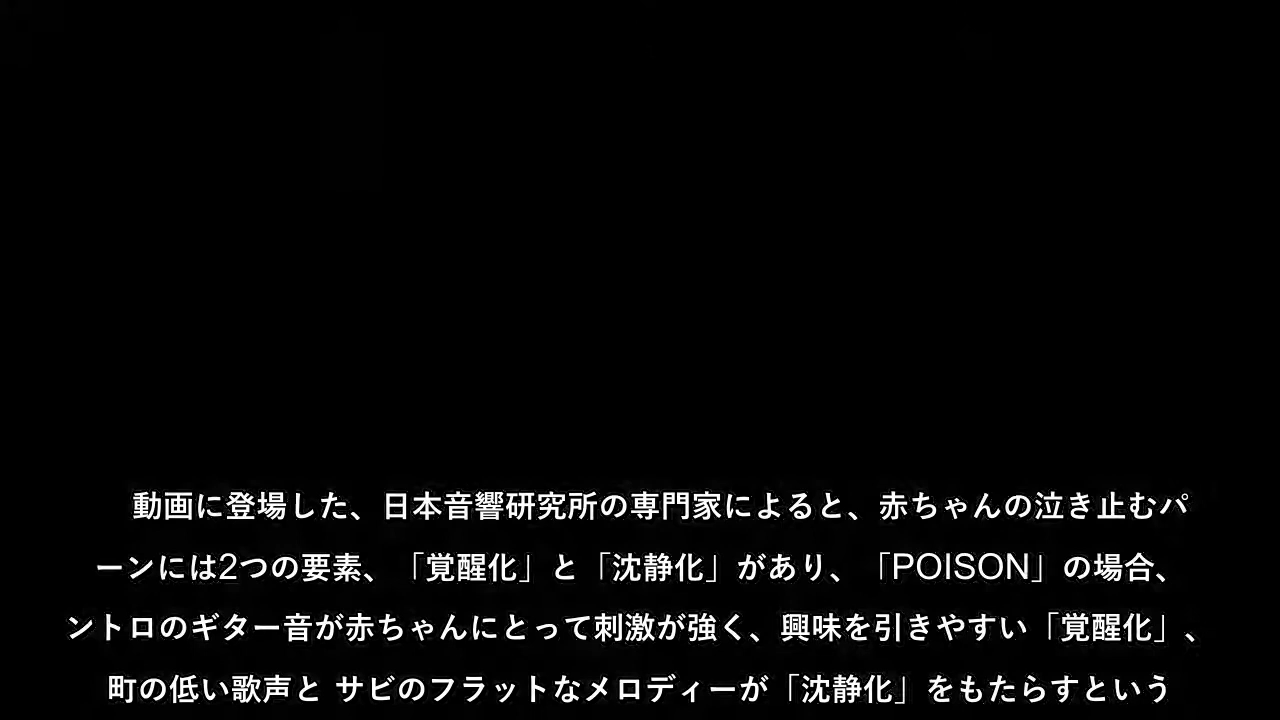 動画に登場した、日本音響研究所の専門家によると、赤ちゃんの泣き止むパ
ーンには2つの要素、「覚醒化」と「沈静化」があり、「POISON」の場合、
ントロのギター音が赤ちゃんにとって刺激が強く、興味を引きやすい「覚醒化」、
町の低い歌声と サビのフラットなメロディーが「沈静化」をもたらすという